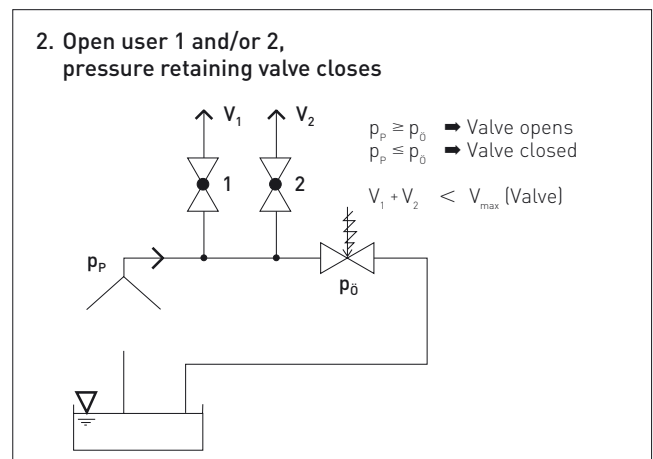 2. Open user 1 and/or 2,
pressure retaining valve closes
V₁ V₂
pₚ ≥ pö ➡ Valve opens
pₚ ≤ pö ➡ Valve closed
1 2
V₁ + V₂ < Vmax (Valve)
pₚ
pö